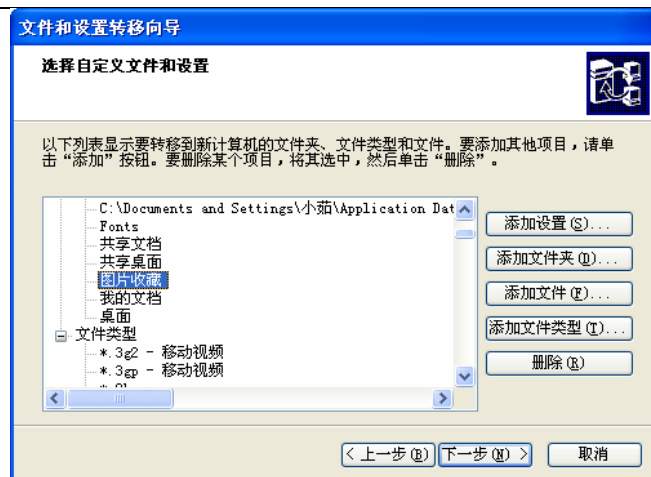 文件和设置转移向导
选择自定义文件和设置
以下列表显示要转移到新计算机的文件夹、文件类型和文件。要添加其他项目，请单
击“添加”按钮。要删除某个项目，将其选中，然后单击“删除”。
C:\Documents and Settings\小茹\Application Dat
Fonts
共享文档
共享桌面
图片收藏
我的文档
桌面
文件类型
*.3g2 - 移动视频
*.3gp - 移动视频
添加设置(S)...
添加文件夹(D)...
添加文件(F)...
添加文件类型(T)...
删除(R)
< 上一步(B)
下一步(N) >
取消